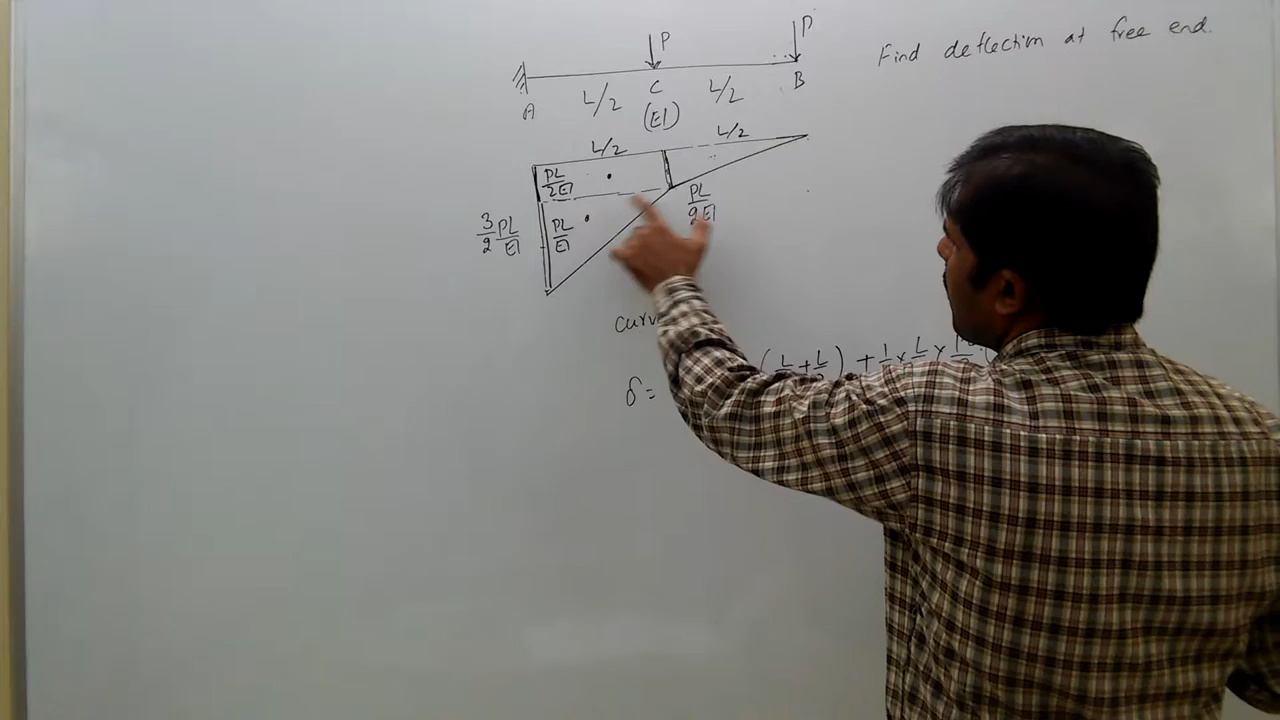 P
P
Find deflection at free end.
A L/2 C L/2 B
(EI)
L/2 L/2
PL/2EI
PL/2EI
3/2 PL/EI
PL/EI
curv
δ = (L/ + L/ ) + 1/ × L/ ×